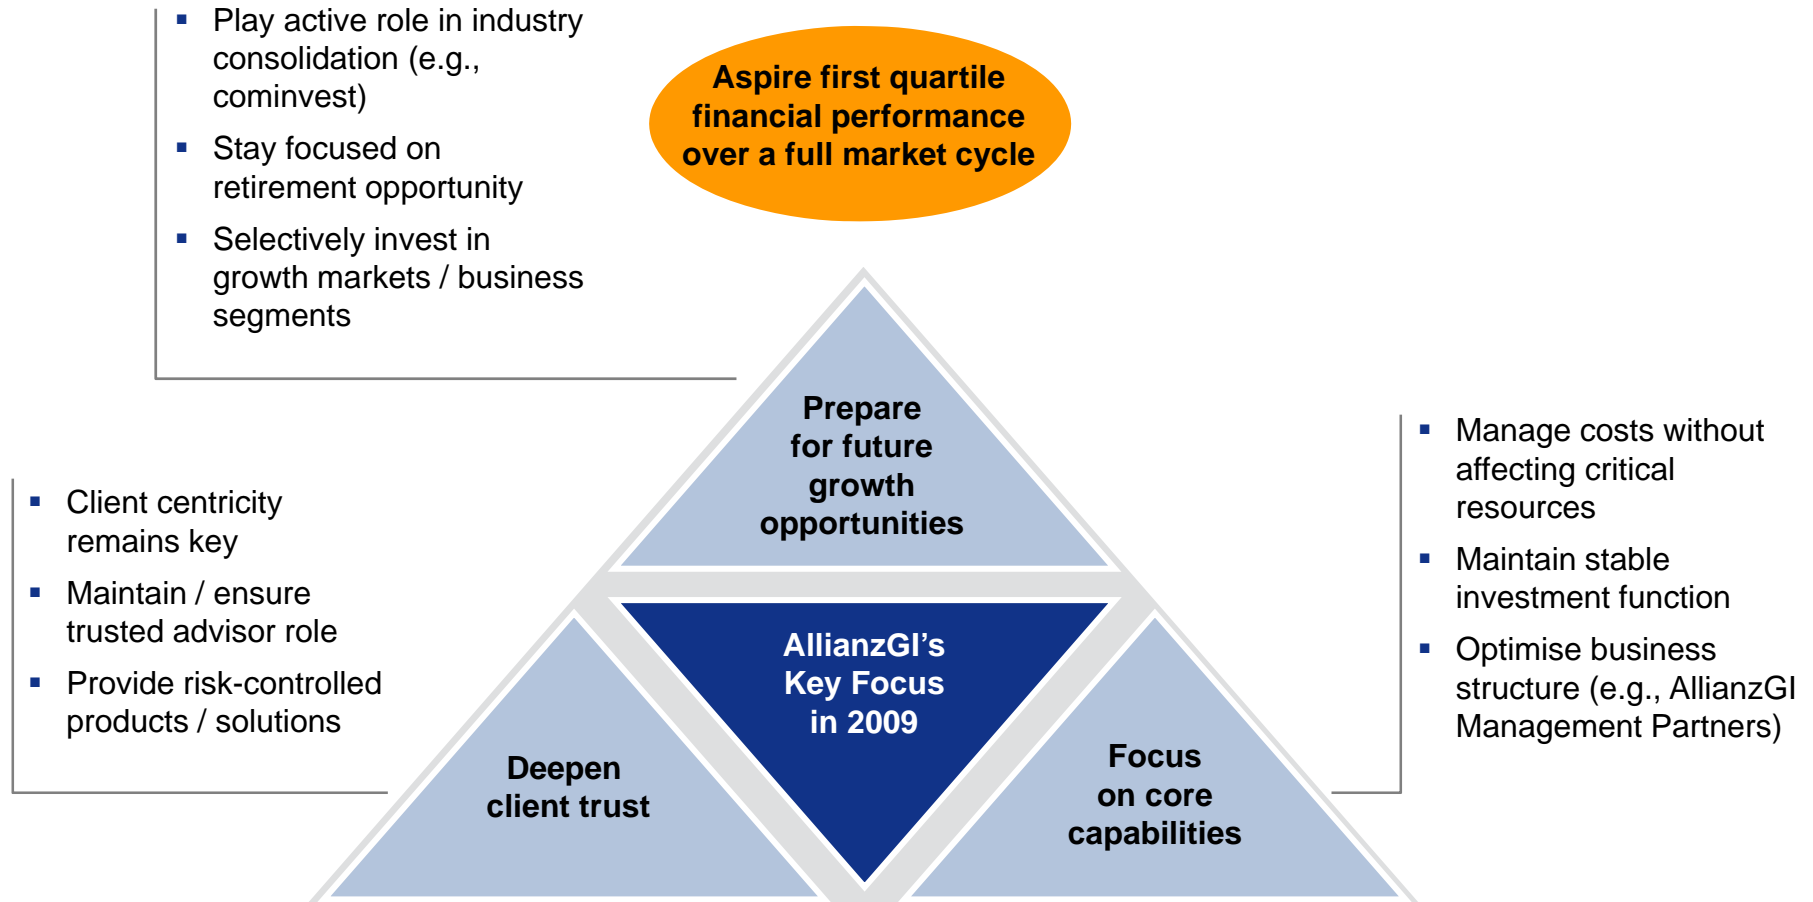 ▪ Play active role in industry
consolidation (e.g.,
cominvest)
▪ Stay focused on
retirement opportunity
▪ Selectively invest in
growth markets / business
segments
Aspire first quartile
financial performance
over a full market cycle
Prepare
for future
growth
opportunities
▪ Client centricity
remains key
▪ Maintain / ensure
trusted advisor role
▪ Provide risk-controlled
products / solutions
▪ Manage costs without
affecting critical
resources
▪ Maintain stable
investment function
▪ Optimise business
structure (e.g., AllianzGI
Management Partners)
AllianzGI’s
Key Focus
in 2009
Deepen
client trust
Focus
on core
capabilities